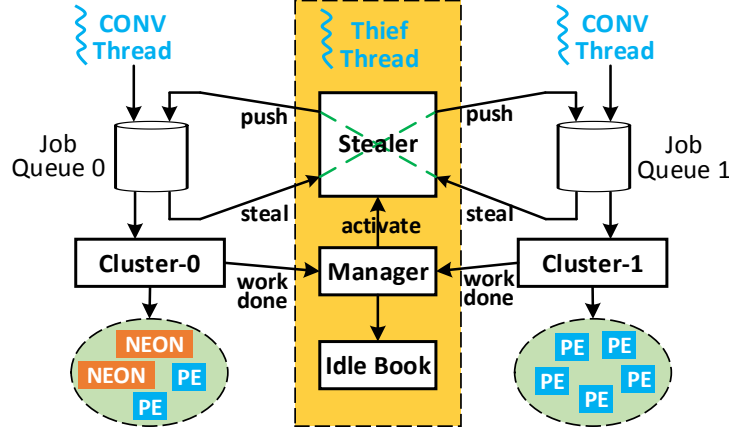 CONV
Thread
Thief
Thread
CONV
Thread
push
push
Job
Queue 0
Stealer
Job
Queue 1
steal
steal
activate
Cluster-0
Manager
Cluster-1
work
done
work
done
NEON
NEON
PE
PE
Idle Book
PE
PE
PE
PE
PE